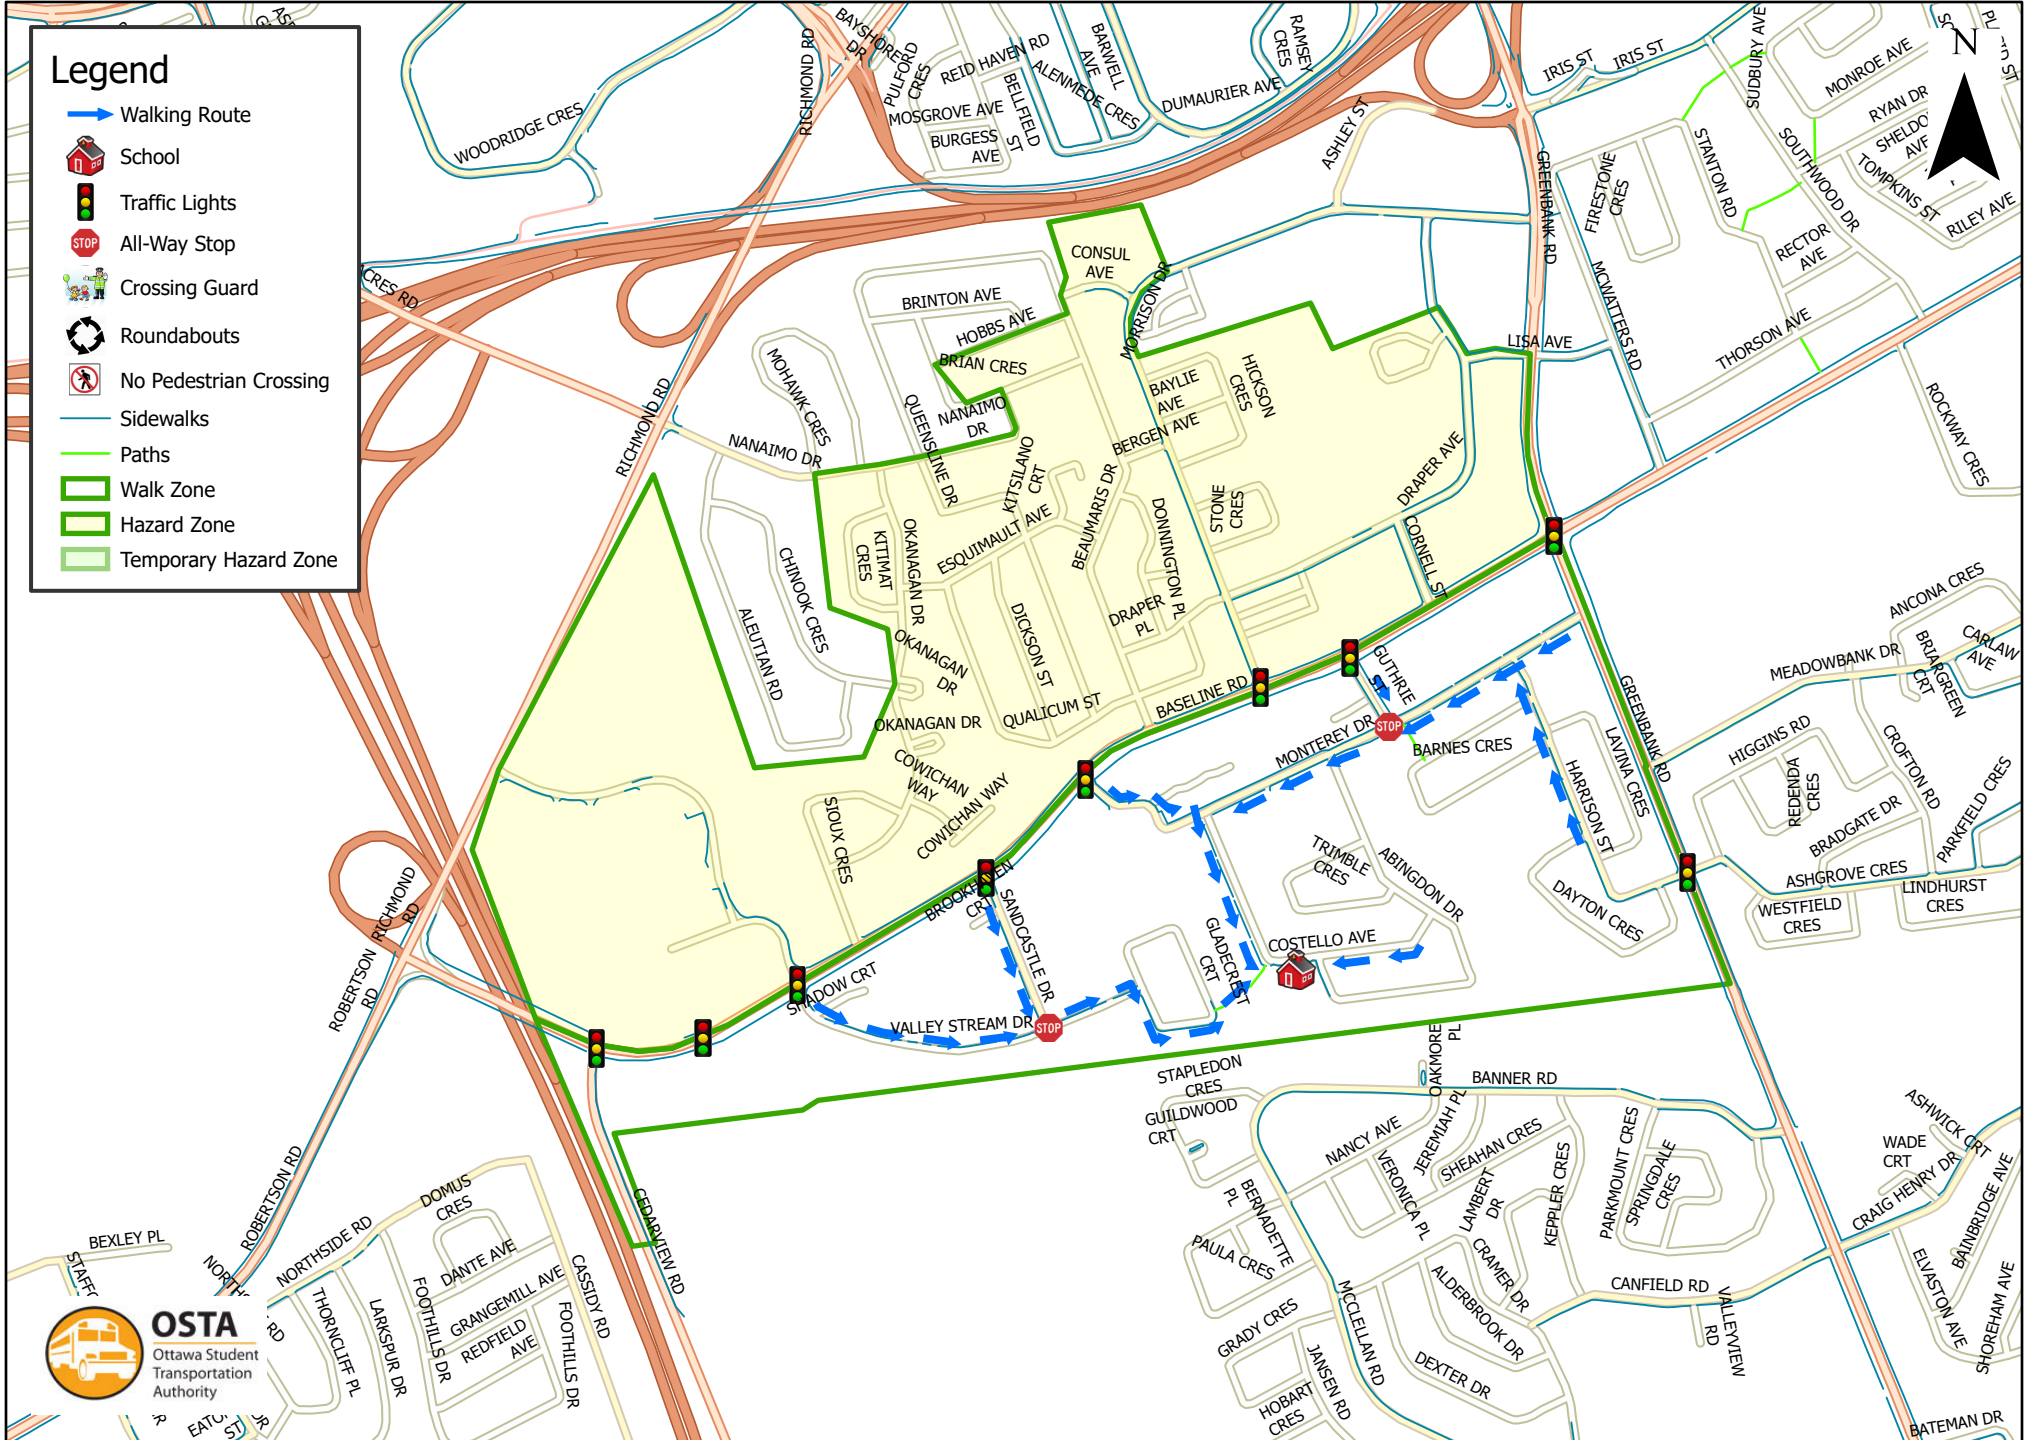 Legend
Walking Route
School
Traffic Lights
STOP
All-Way Stop
Crossing Guard
Roundabouts
No Pedestrian Crossing
Sidewalks
Paths
Walk Zone
Hazard Zone
Temporary Hazard Zone
N
WOODRIDGE CRES
RICHMOND RD
BAYSHORE
DR
PULFORD
CRES
REID HAVEN RD
MOSGROVE AVE
BURGESS
AVE
BELLFIELD
ST
ALENMEDE CRES
BARWELL
AVE
DUMAURIER AVE
RAMSEY
CRES
ASHLEY ST
IRIS ST
IRIS ST
SUDBURY AVE
MONROE AVE
RYAN DR
TOMPKINS ST
RILEY AVE
SOUTHWOOD DR
STANTON RD
FIRESTONE
CRES
GREENBANK RD
MCWATTERS RD
RECTOR
AVE
THORSON AVE
ROCKWAY CRES
LISA AVE
ACRES RD
CONSUL
AVE
MORRISON DR
BRINTON AVE
HOBBS AVE
BRIAN CRES
NANAIMO
DR
QUEENSLINE DR
MOHAWK CRES
NANAIMO DR
RICHMOND RD
BAYLIE
AVE
HICKSON
CRES
BERGEN AVE
DRAPER AVE
CORNELL ST
STONE
CRES
DONNINGTON PL
BEAUMARIS DR
KITSILANO
CRT
ESQUIMAULT AVE
OKANAGAN DR
KITTIMAT
CRES
CHINOOK CRES
ALEUTIAN RD
OKANAGAN
DR
OKANAGAN DR
DICKSON ST
DRAPER
PL
QUALICUM ST
BASELINE RD
COWICHAN
WAY
COWICHAN WAY
SIOUX CRES
GUTHRIE
ST
STOP
MONTEREY DR
BARNES CRES
LAVINA CRES
HARRISON ST
GREENBANK RD
MEADOWBANK DR
ANCONA CRES
CARLAW
AVE
BRIARGREEN
CRT
HIGGINS RD
CROFTON RD
REDENDA
CRES
BRADGATE DR
PARKFIELD CRES
ASHGROVE CRES
LINDHURST
CRES
WESTFIELD
CRES
DAYTON CRES
TRIMBLE
CRES
ABINGDON DR
COSTELLO AVE
GLADECREST
CRT
BROOKHAVEN
CRT
SANDCASTLE DR
SHADOW CRT
VALLEY STREAM DR
STOP
RICHMOND
RD
ROBERTSON
RD
ROBERTSON RD
CEDARVIEW RD
STAPLEDON
CRES
GUILDWOOD
CRT
OAKMORE
PL
BANNER RD
NANCY AVE
JEREMIAH PL
VERONICA PL
SHEAHAN CRES
LAMBERT
DR
KEPPLER CRES
PARKMOUNT CRES
SPRINGDALE
CRES
BERNADETTE
PL
PAULA CRES
CRAMER DR
ALDERBROOK DR
MCCLELLAN RD
DEXTER DR
GRADY CRES
JANSEN RD
HOBART
CRES
CANFIELD RD
VALLEYVIEW
RD
CRAIG HENRY DR
WADE
CRT
ASHWICK CRT
BAINBRIDGE AVE
ELVASTON AVE
SHOREHAM AVE
BATEMAN DR
BEXLEY PL
NORTHSIDE RD
DOMUS
CRES
DANTE AVE
GRANGEMILL AVE
REDFIELD
AVE
CASSIDY RD
FOOTHILLS DR
FOOTHILLS DR
LARKSPUR DR
THORNCLIFF PL
RD
ST
DR
OSTA
Ottawa Student
Transportation
Authority